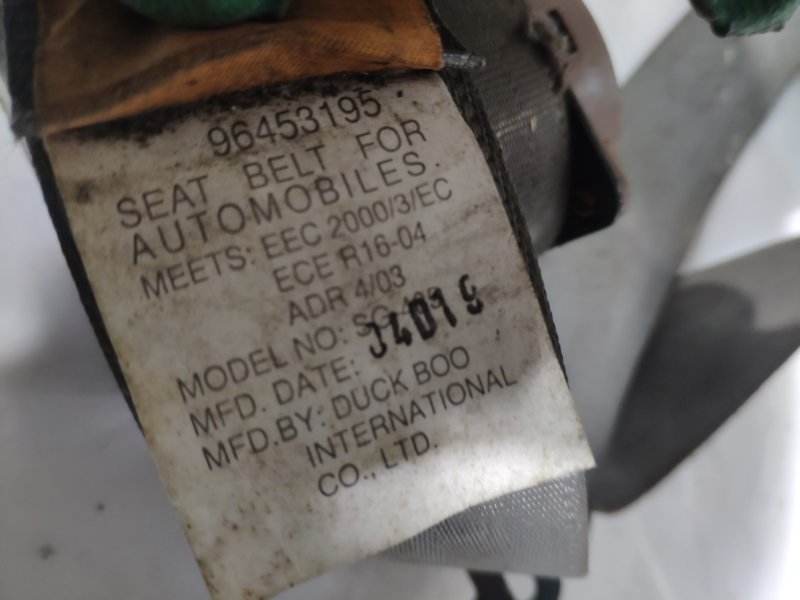 96453195
SEAT BELT FOR
AUTOMOBILES.
MEETS: EEC 2000/3/EC
ECE R16-04
ADR 4/03
MODEL NO:
MFD. DATE: J4D19
MFD.BY: DUCK BOO
INTERNATIONAL
CO., LTD.